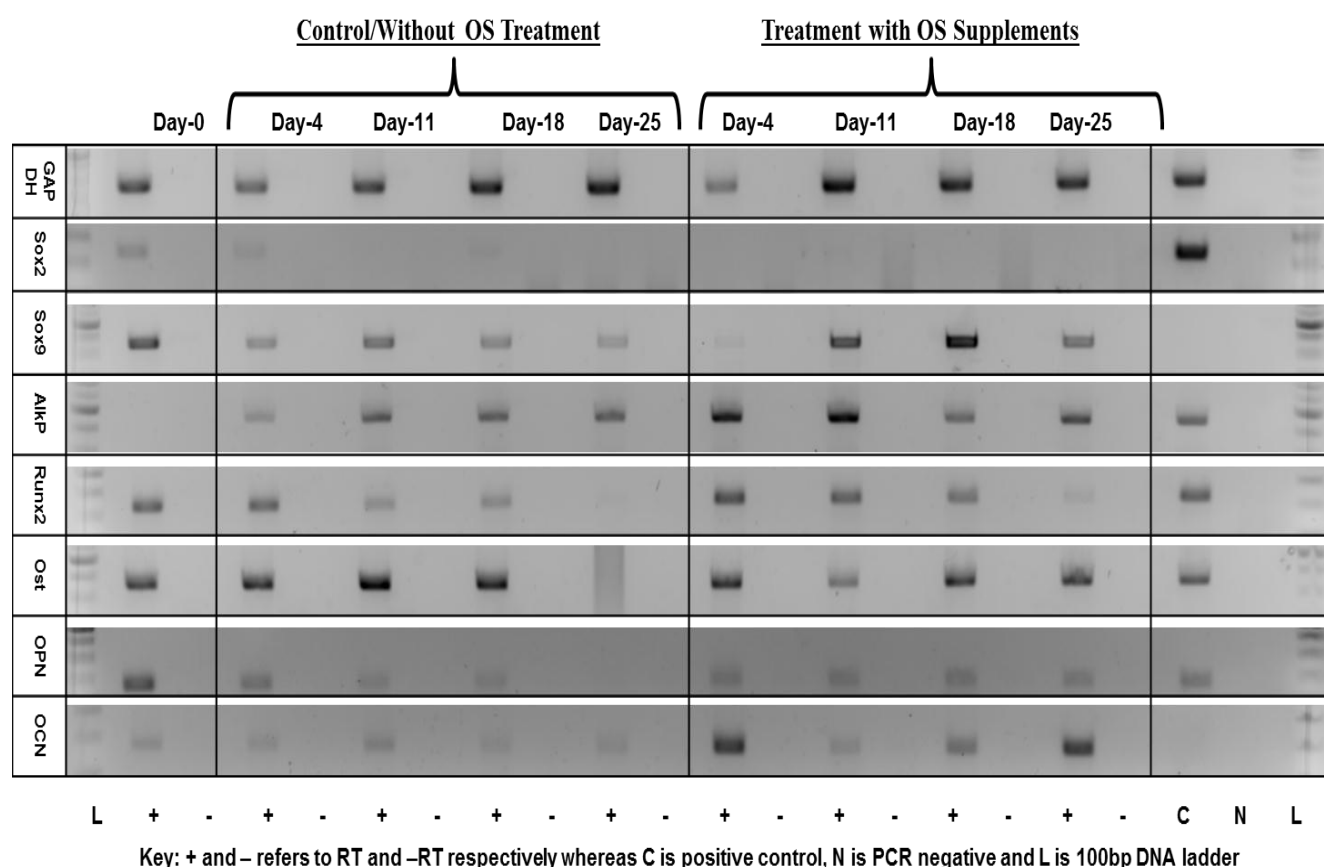 Control/Without OS Treatment Treatment with OS Supplements
Day-0 Day-4 Day-11 Day-18 Day-25 Day-4 Day-11 Day-18 Day-25
GAP
DH
Sox2
Sox9
AlkP
Runx2
Ost
OPN
OCN
L + - + - + - + - + - + - + - + - + - C N L
Key: + and – refers to RT and –RT respectively whereas C is positive control, N is PCR negative and L is 100bp DNA ladder